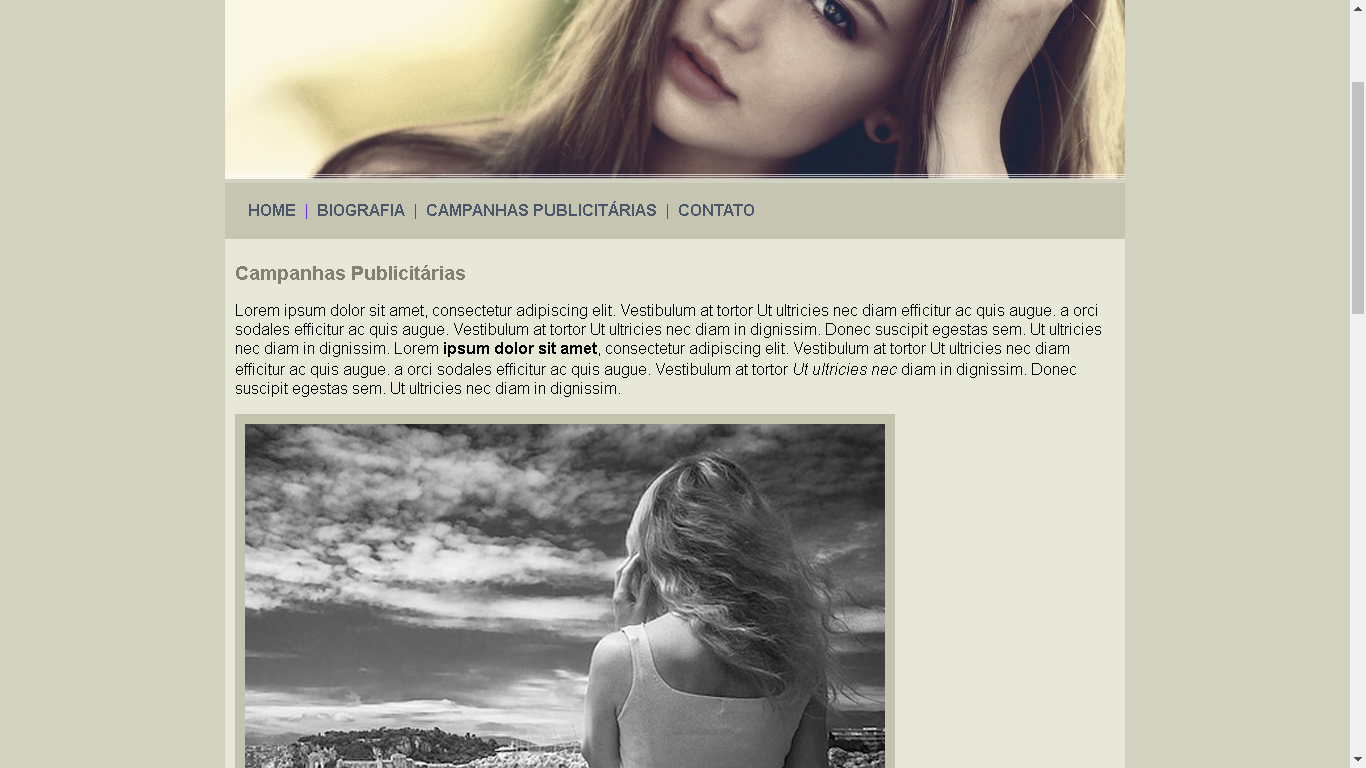 HOME | BIOGRAFIA | CAMPANHAS PUBLICITÁRIAS | CONTATO
Campanhas Publicitárias
Lorem ipsum dolor sit amet, consectetur adipiscing elit. Vestibulum at tortor Ut ultricies nec diam efficitur ac quis augue. a orci
sodales efficitur ac quis augue. Vestibulum at tortor Ut ultricies nec diam in dignissim. Donec suscipit egestas sem. Ut ultricies
nec diam in dignissim. Lorem ipsum dolor sit amet, consectetur adipiscing elit. Vestibulum at tortor Ut ultricies nec diam
efficitur ac quis augue. a orci sodales efficitur ac quis augue. Vestibulum at tortor Ut ultricies nec diam in dignissim. Donec
suscipit egestas sem. Ut ultricies nec diam in dignissim.